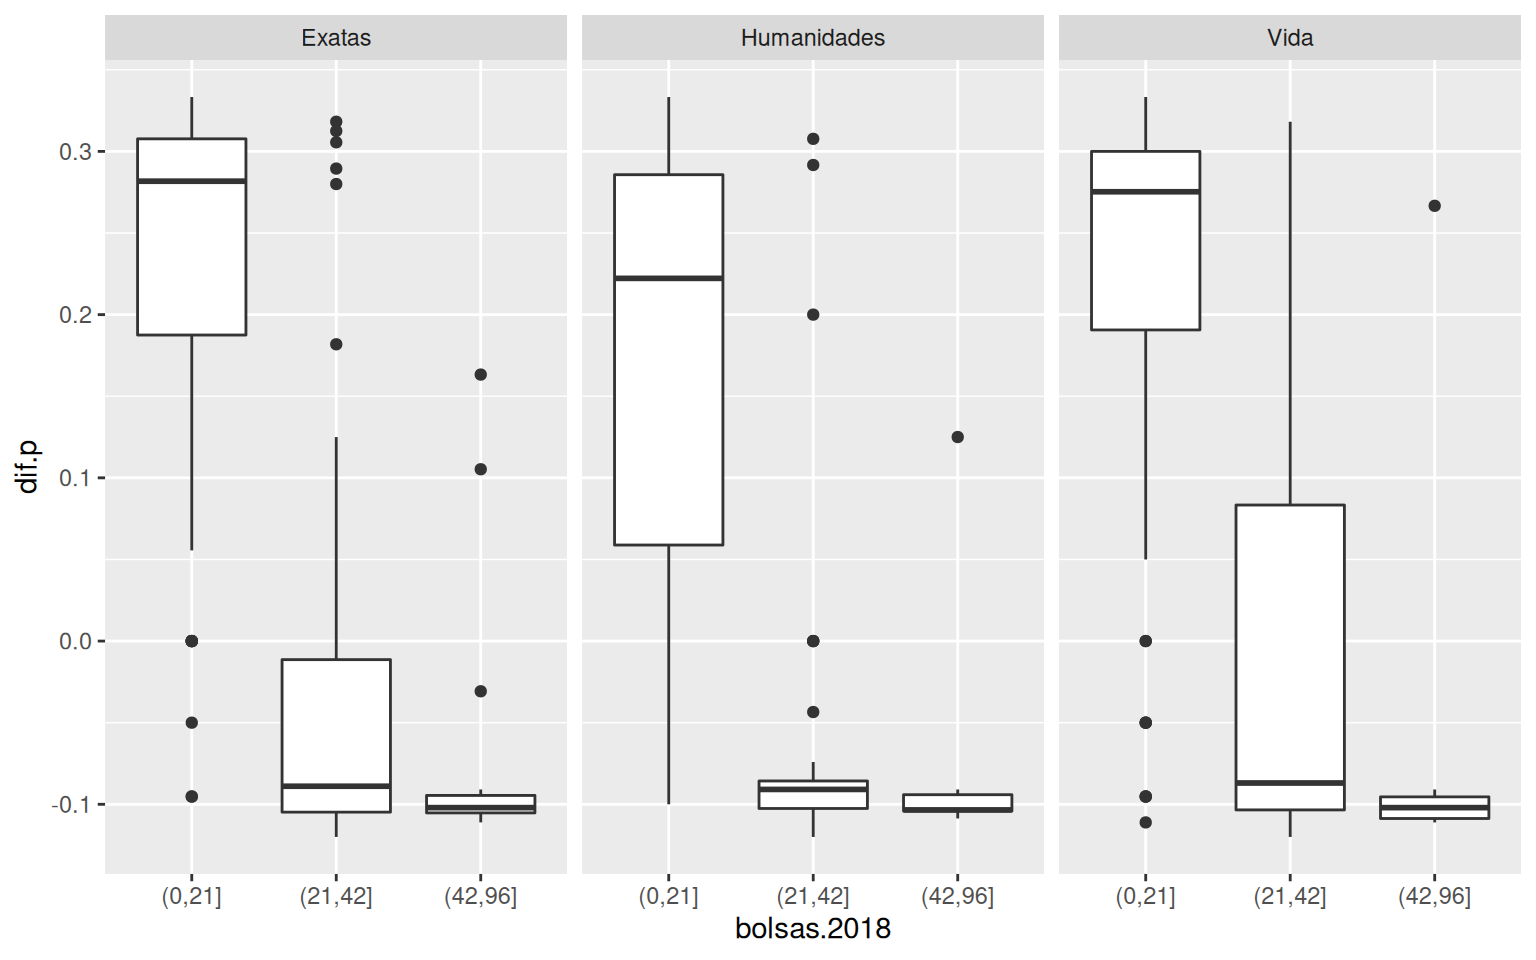 Exatas Humanidades Vida
0.3
0.2
0.1
0.0
-0.1
dif.p
(0,21] (21,42] (42,96] (0,21] (21,42] (42,96] (0,21] (21,42] (42,96]
bolsas.2018